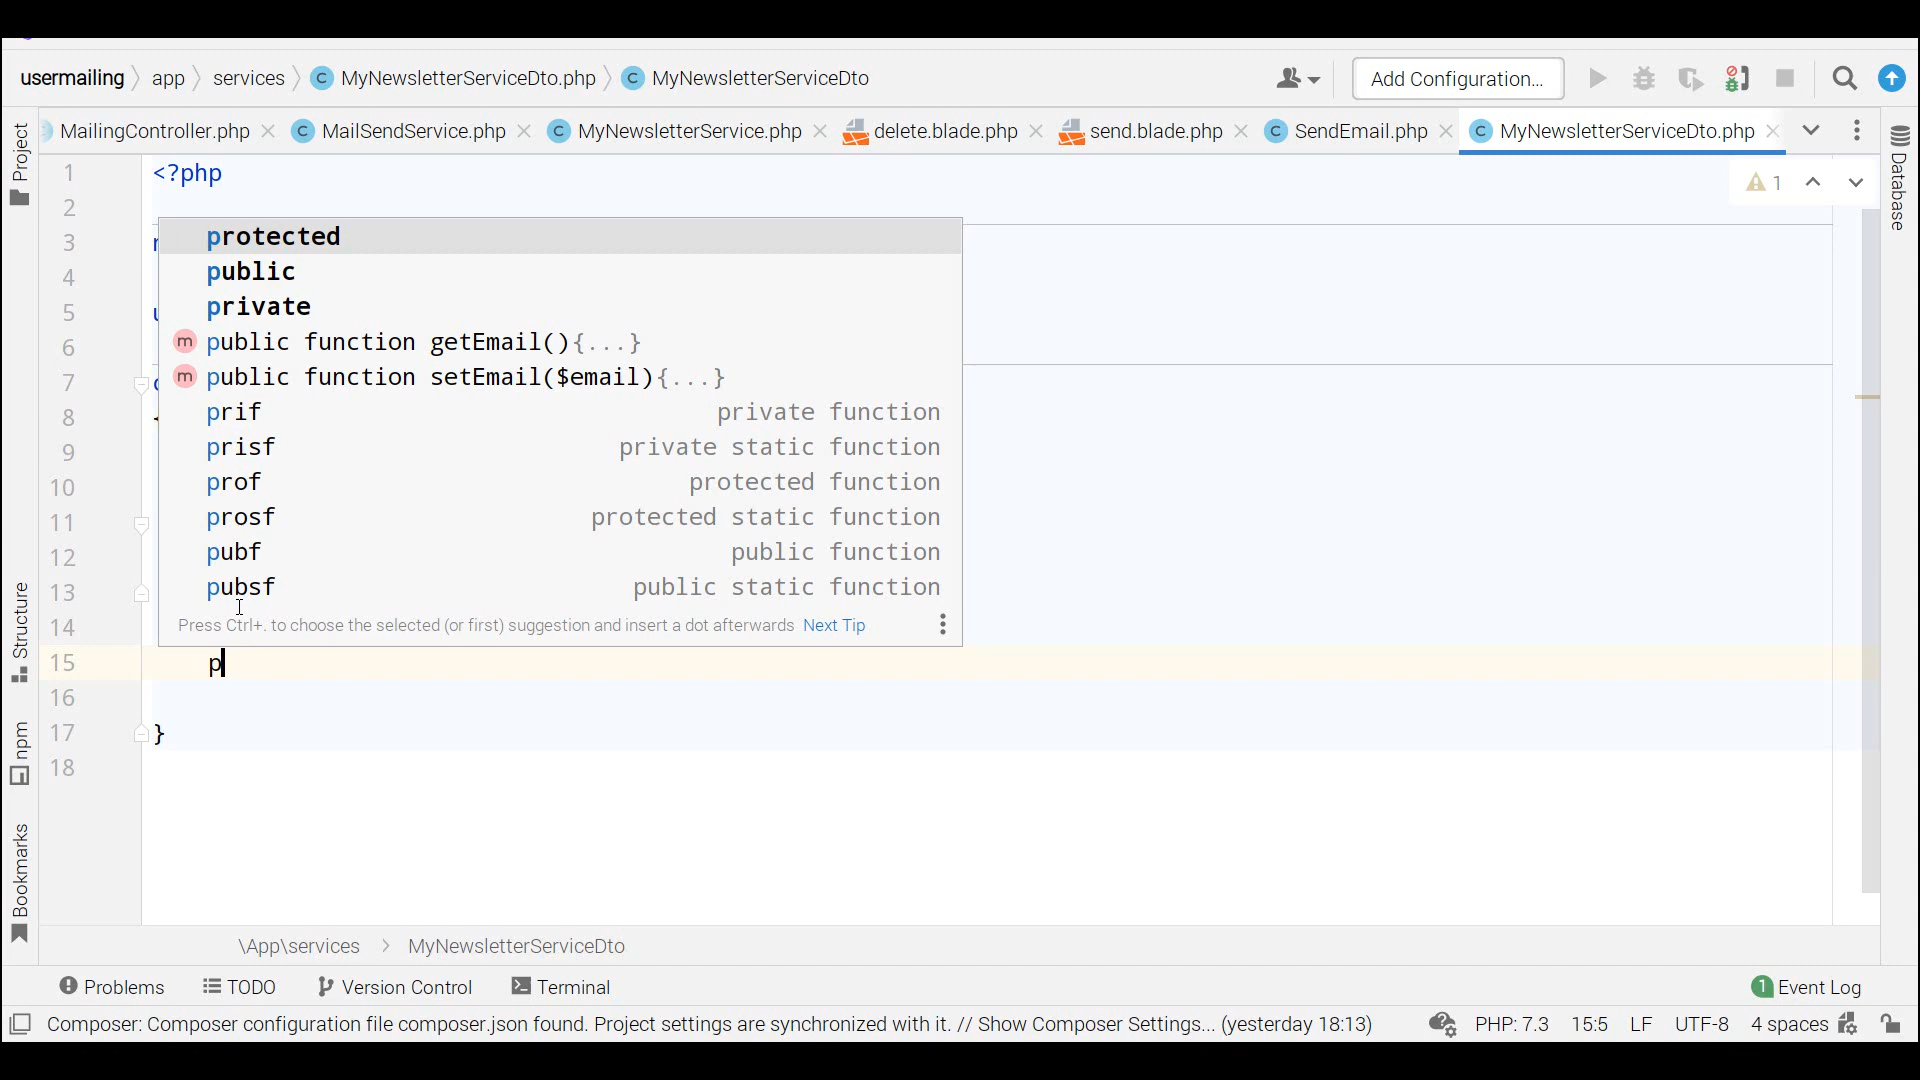 usermailing app services MyNewsletterServiceDto.php MyNewsletterServiceDto Add Configuration...
MailingController.php MailSendService.php MyNewsletterService.php delete.blade.php send.blade.php SendEmail.php MyNewsletterServiceDto.php
Project
Structure
npm
Bookmarks
Database
1 <?php
1
2
3
4
5
6
7
8
9
10
11
12
13
14
protected
public
private
m public function getEmail(){...}
m public function setEmail($email){...}
prif private function
prisf private static function
prof protected function
prosf protected static function
pubf public function
pubsf public static function
Press Ctrl+. to choose the selected (or first) suggestion and insert a dot afterwards Next Tip
15 p
16
17 }
18
\App\services > MyNewsletterServiceDto
Problems TODO Version Control Terminal 1 Event Log
Composer: Composer configuration file composer.json found. Project settings are synchronized with it. // Show Composer Settings... (yesterday 18:13) PHP: 7.3 15:5 LF UTF-8 4 spaces